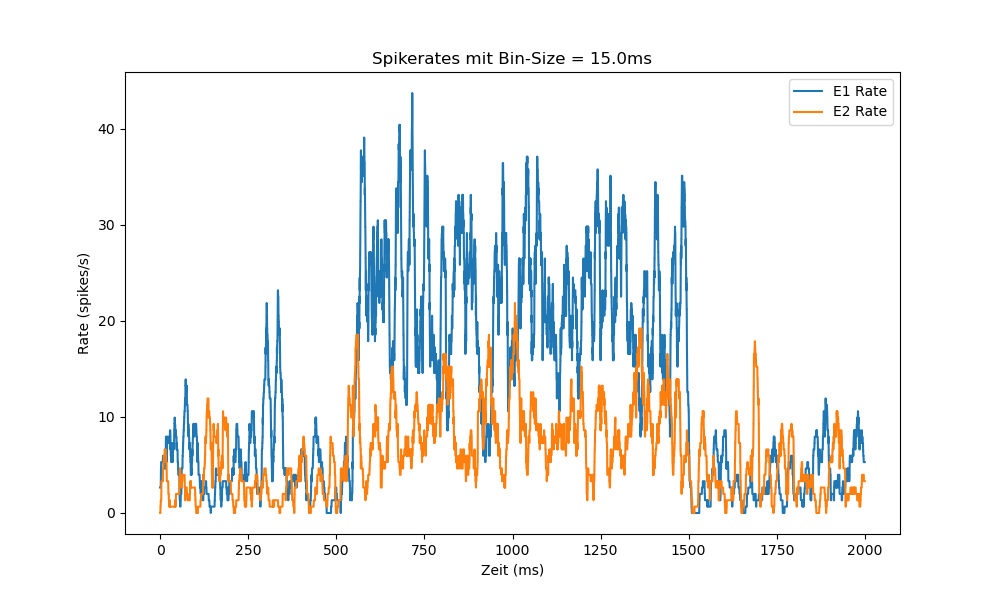 Spikerates mit Bin-Size = 15.0ms
E1 Rate
E2 Rate
40
30
20
10
0
Rate (spikes/s)
0 250 500 750 1000 1250 1500 1750 2000
Zeit (ms)